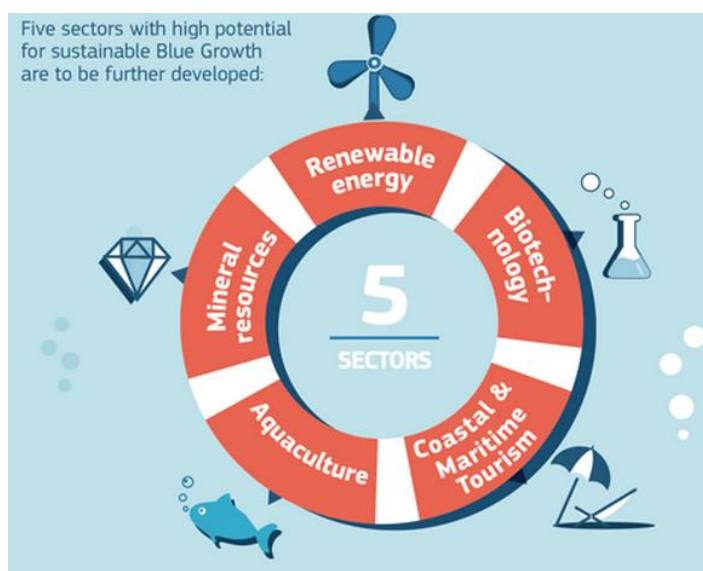 Five sectors with high potential
for sustainable Blue Growth
are to be further developed:
Renewable
energy
Biotech-
nology
Coastal &
Maritime
Tourism
Aquaculture
Mineral
resources
5
SECTORS